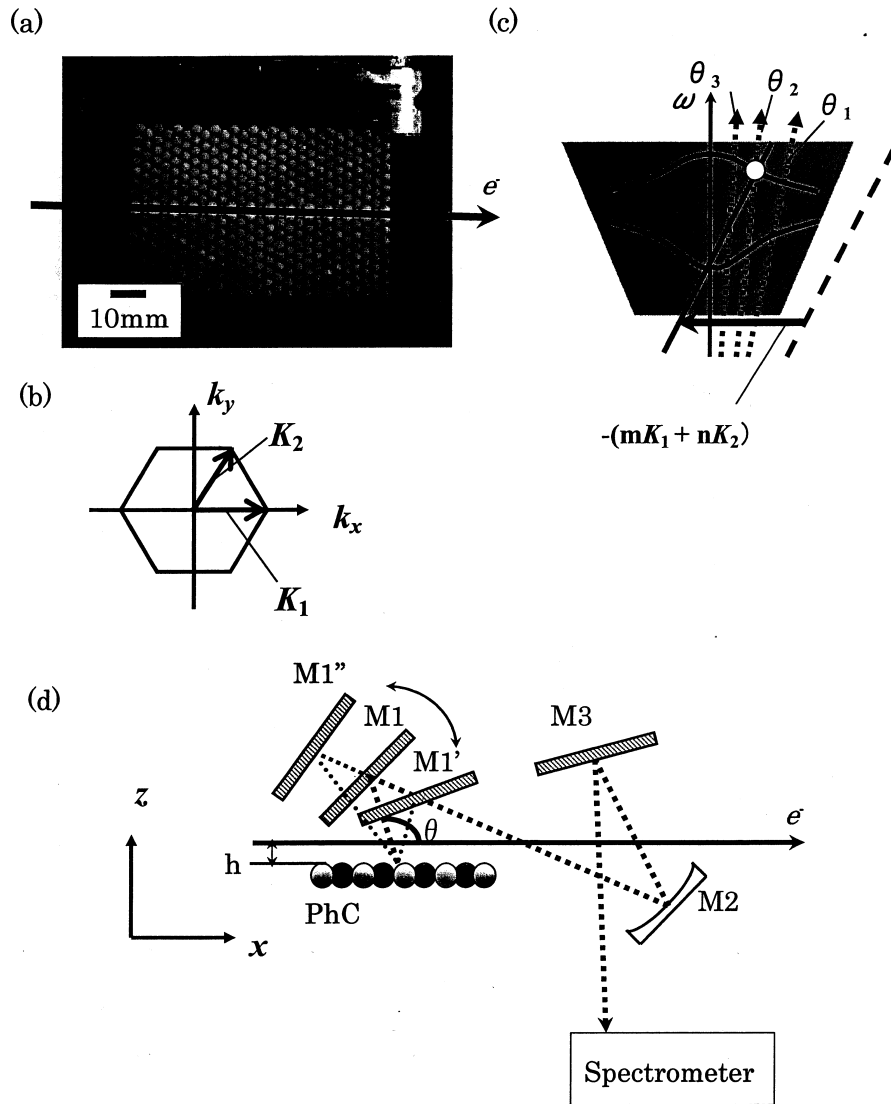 (a)
e-
10mm
(b)
ky
K2
kx
K1
(c)
θ3
ω
θ2
θ1
-(mK1 + nK2)
(d)
M1”
M1
M1’
M3
z
θ
e-
h
PhC
M2
x
Spectrometer